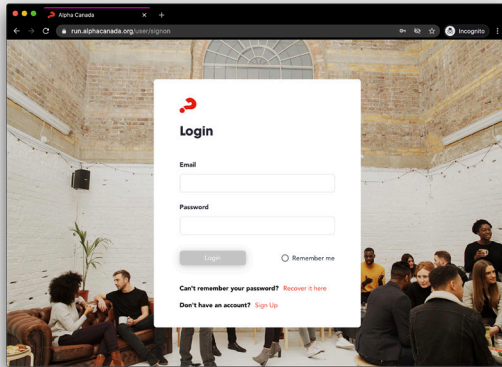 Alpha Canada
run.alphacanada.org/user/signon
Incognito
Login
Email
Password
Login
Remember me
Can't remember your password? Recover it here
Don't have an account? Sign Up